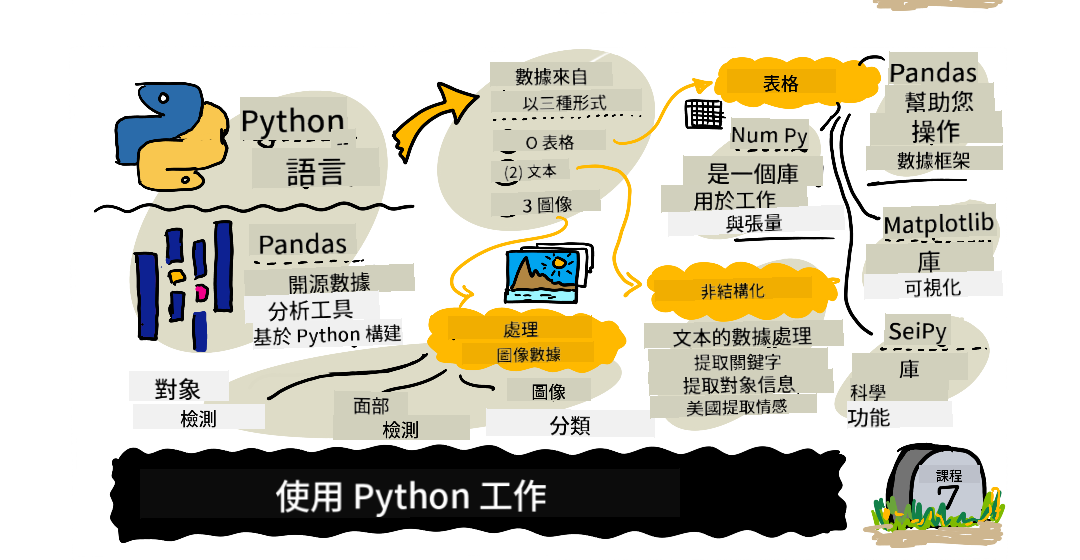 Python
語言
Pandas
開源數據
分析工具
基於 Python 構建
數據來自
以三種形式
O 表格
(2) 文本
3 圖像
表格
Num Py
是一個庫
用於工作
與張量
Pandas
幫助您
操作
數據框架
Matplotlib
庫
可視化
SeiPy
庫
科學
功能
非結構化
文本的數據處理
提取關鍵字
提取對象信息
美國提取情感
處理
圖像數據
對象
檢測
面部
檢測
圖像
分類
使用 Python 工作
課程
7